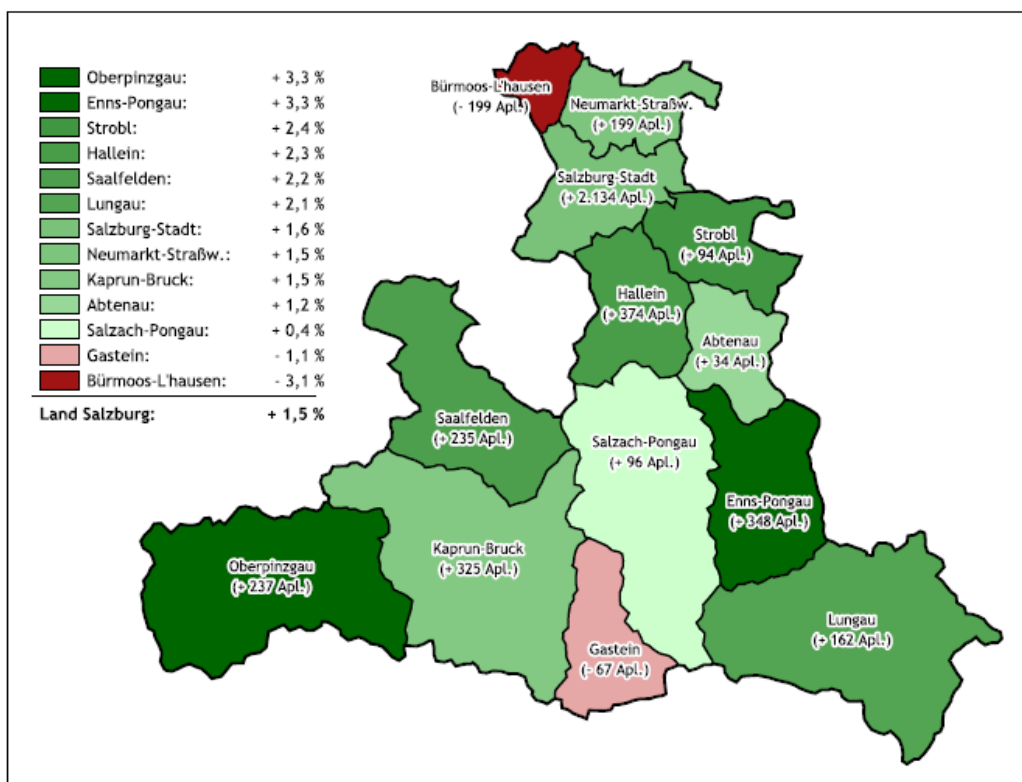 Oberpinzgau: + 3,3 %
Enns-Pongau: + 3,3 %
Strobl: + 2,4 %
Hallein: + 2,3 %
Saalfelden: + 2,2 %
Lungau: + 2,1 %
Salzburg-Stadt: + 1,6 %
Neumarkt-Straßw.: + 1,5 %
Kaprun-Bruck: + 1,5 %
Abtenau: + 1,2 %
Salzach-Pongau: + 0,4 %
Gastein: - 1,1 %
Bürmoos-L'hausen: - 3,1 %
Land Salzburg: + 1,5 %
Bürmoos-L'hausen
(- 199 Apl.)
Neumarkt-Straßw.
(+ 199 Apl.)
Salzburg-Stadt
(+ 2.134 Apl.)
Strobl
(+ 94 Apl.)
Hallein
(+ 374 Apl.)
Abtenau
(+ 34 Apl.)
Saalfelden
(+ 235 Apl.)
Salzach-Pongau
(+ 96 Apl.)
Enns-Pongau
(+ 348 Apl.)
Kaprun-Bruck
(+ 325 Apl.)
Oberpinzgau
(+ 237 Apl.)
Lungau
(+ 162 Apl.)
Gastein
(- 67 Apl.)